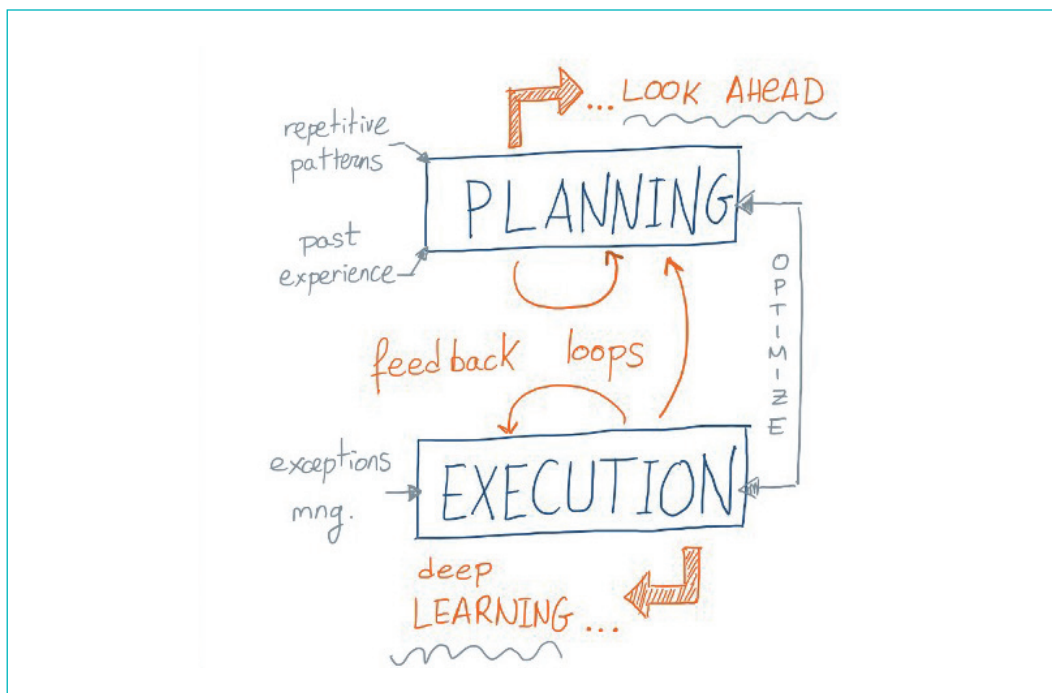 ... LOOK AHEAD
repetitive
patterns
PLANNING
past
experience
OPTIMIZE
feedback loops
exceptions
mng.
EXECUTION
deep
LEARNING ...